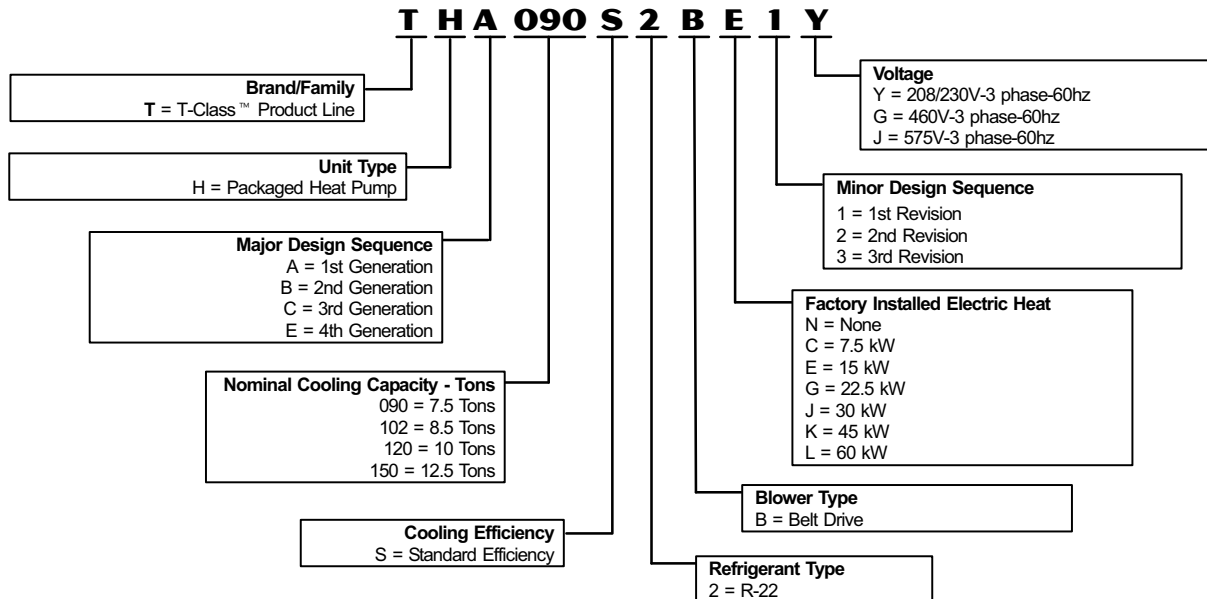 T H A 090 S 2 B E 1 Y
Brand/Family
T = T-Class™ Product Line
Unit Type
H = Packaged Heat Pump
Major Design Sequence
A = 1st Generation
B = 2nd Generation
C = 3rd Generation
E = 4th Generation
Nominal Cooling Capacity - Tons
090 = 7.5 Tons
102 = 8.5 Tons
120 = 10 Tons
150 = 12.5 Tons
Cooling Efficiency
S = Standard Efficiency
Voltage
Y = 208/230V-3 phase-60hz
G = 460V-3 phase-60hz
J = 575V-3 phase-60hz
Minor Design Sequence
1 = 1st Revision
2 = 2nd Revision
3 = 3rd Revision
Factory Installed Electric Heat
N = None
C = 7.5 kW
E = 15 kW
G = 22.5 kW
J = 30 kW
K = 45 kW
L = 60 kW
Blower Type
B = Belt Drive
Refrigerant Type
2 = R-22